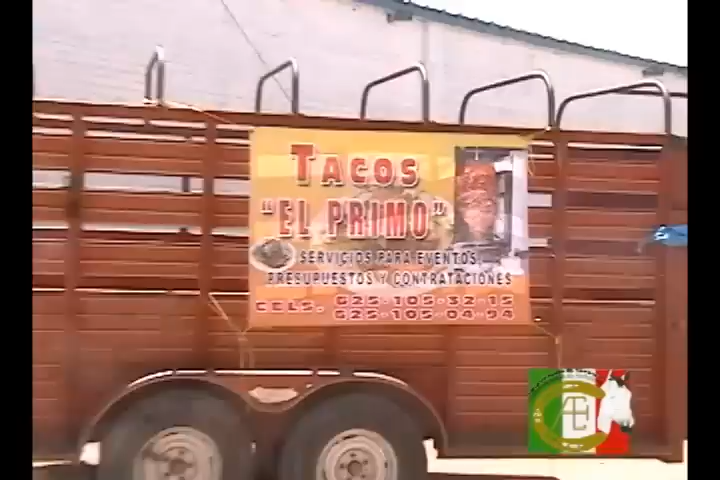 TACOS
"EL PRIMO"
SERVICIOS PARA EVENTOS,
PRESUPUESTOS Y CONTRATACIONES
CELS. 625-105-32-15
625-105-04-94